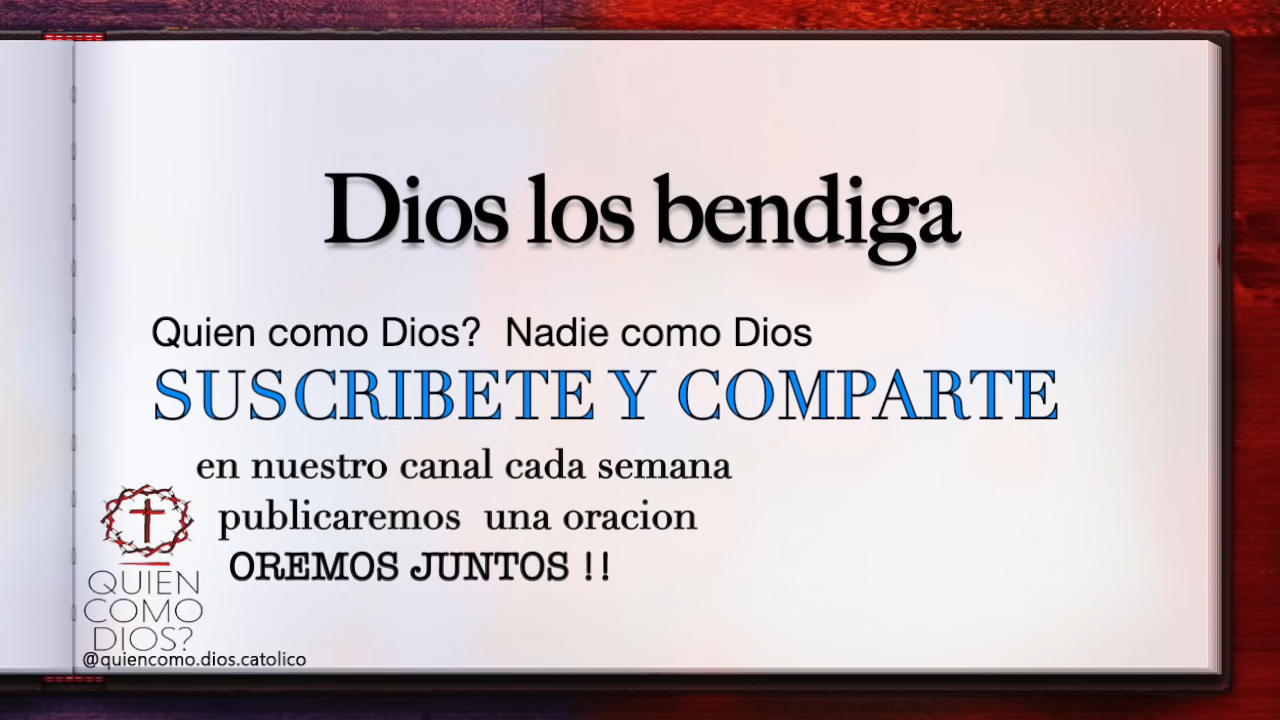 Dios los bendiga
Quien como Dios?  Nadie como Dios
SUSCRIBETE Y COMPARTE
en nuestro canal cada semana
publicaremos  una oracion
OREMOS JUNTOS !!
QUIEN
COMO
DIOS?
@quiencomo.dios.catolico